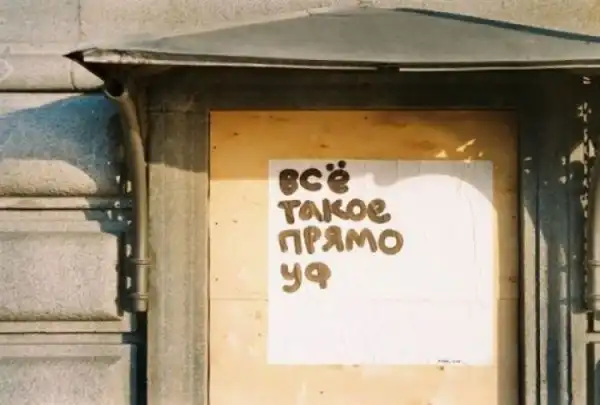 всё
такое
прямо
уф